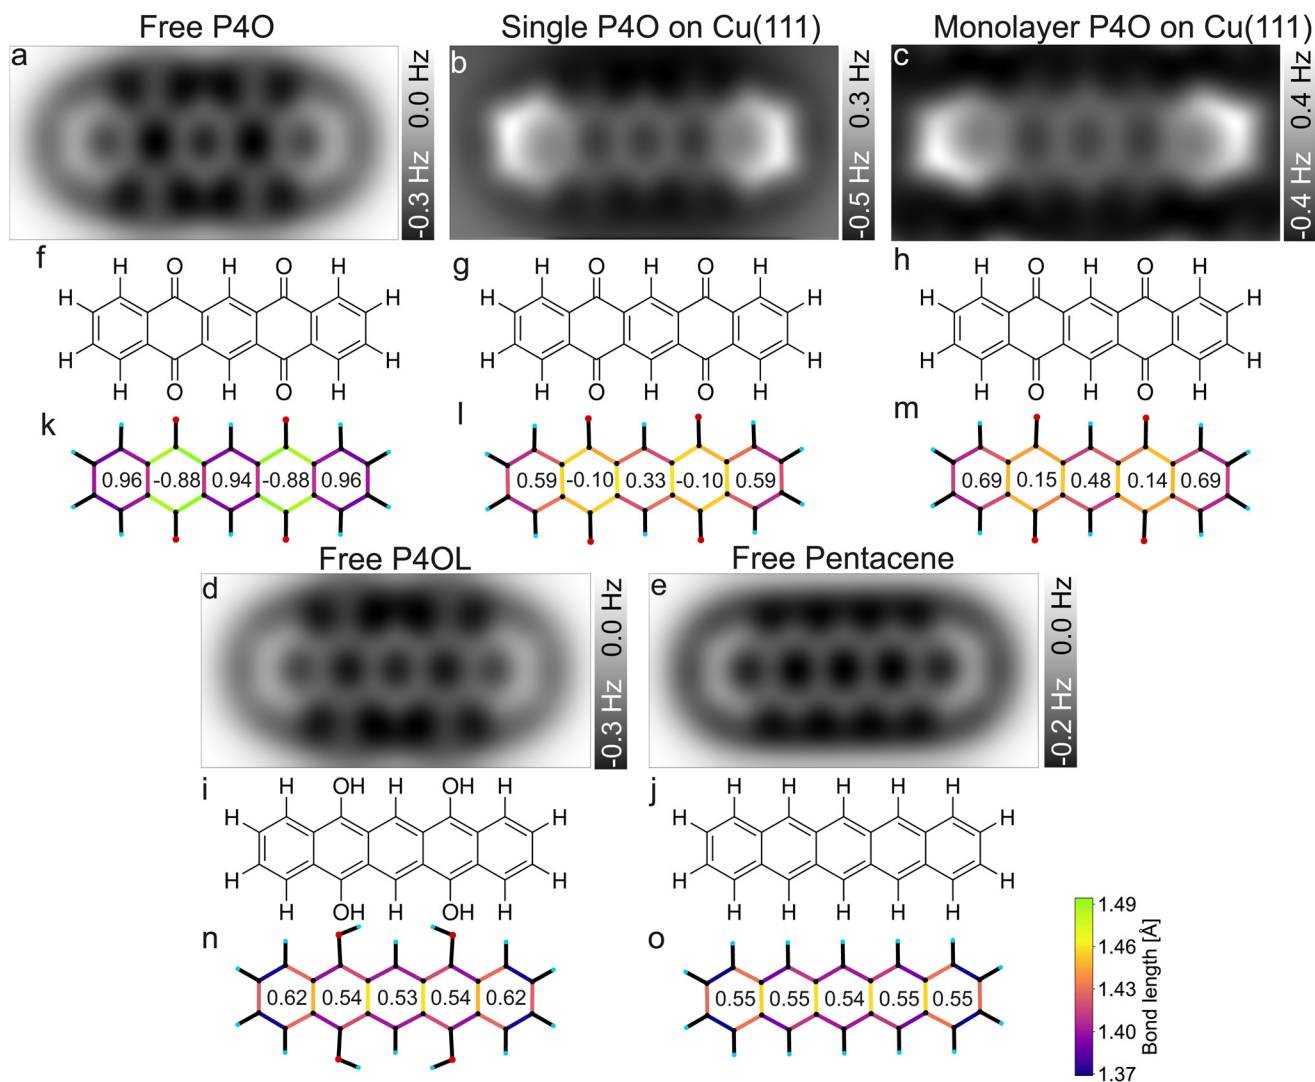 Free P4O
Single P4O on Cu(111)
Monolayer P4O on Cu(111)
a
-0.3 Hz 0.0 Hz
b
-0.5 Hz 0.3 Hz
c
-0.4 Hz 0.4 Hz
f
H O H O H
H H
H H
H O H O H
g
H O H O H
H H
H H
H O H O H
h
H O H O H
H H
H H
H O H O H
k
0.96 -0.88 0.94 -0.88 0.96
l
0.59 -0.10 0.33 -0.10 0.59
m
0.69 0.15 0.48 0.14 0.69
Free P4OL
Free Pentacene
d
-0.3 Hz 0.0 Hz
e
-0.2 Hz 0.0 Hz
i
H OH H OH H
H H
H H
H OH H OH H
j
H H H H H
H H
H H
H H H H H
n
0.62 0.54 0.53 0.54 0.62
o
0.55 0.55 0.54 0.55 0.55
1.49
1.46
1.43
1.40
1.37
Bond length [Å]